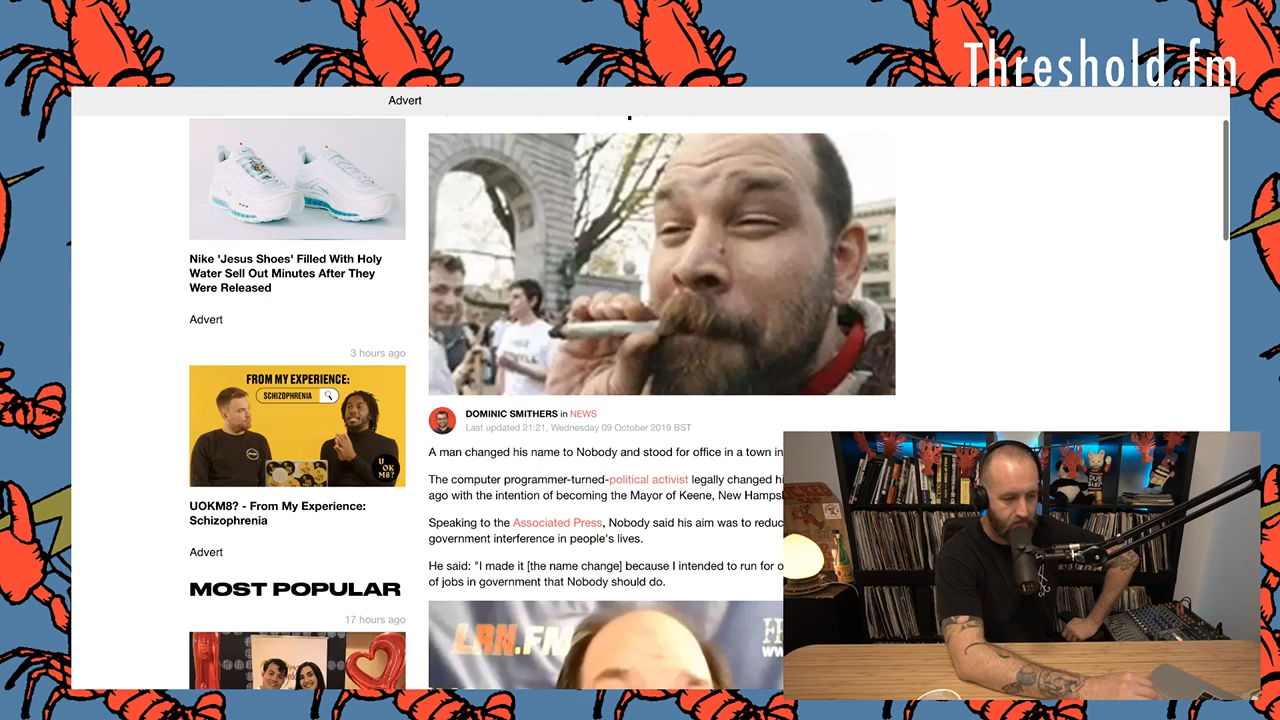 Threshold.fm
Advert
Nike 'Jesus Shoes' Filled With Holy
Water Sell Out Minutes After They
Were Released
Advert
3 hours ago
FROM MY EXPERIENCE:
SCHIZOPHRENIA
U
OK
M8?
UOKM8? - From My Experience:
Schizophrenia
Advert
MOST POPULAR
17 hours ago
DOMINIC SMITHERS in NEWS
Last updated 21:21, Wednesday 09 October 2019 BST
A man changed his name to Nobody and stood for office in a town in
The computer programmer-turned-political activist legally changed hi
ago with the intention of becoming the Mayor of Keene, New Hampsh
Speaking to the Associated Press, Nobody said his aim was to reduc
government interference in people's lives.
He said: "I made it [the name change] because I intended to run for o
of jobs in government that Nobody should do.
LRN.FM